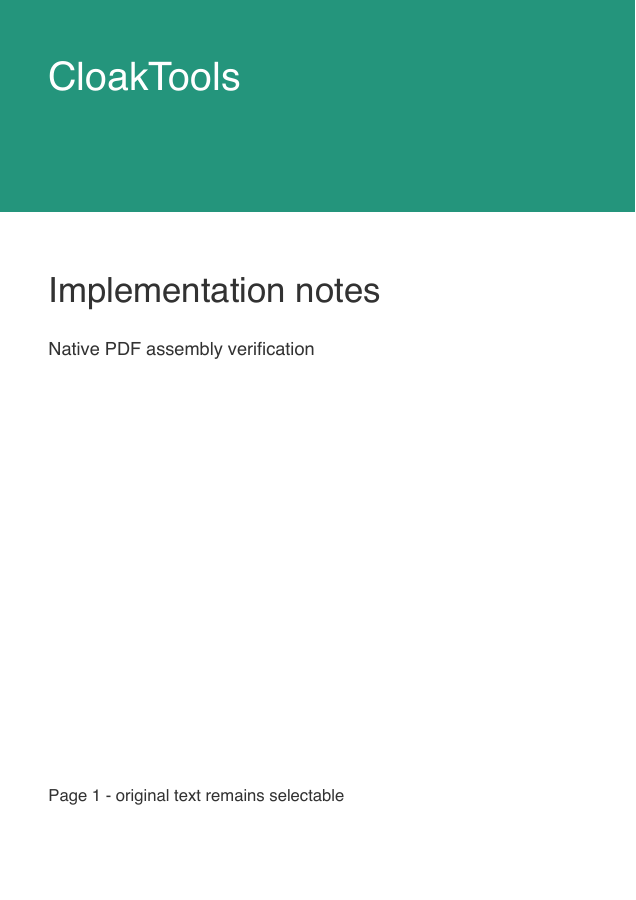 CloakTools
Implementation notes
Native PDF assembly verification
Page 1 - original text remains selectable